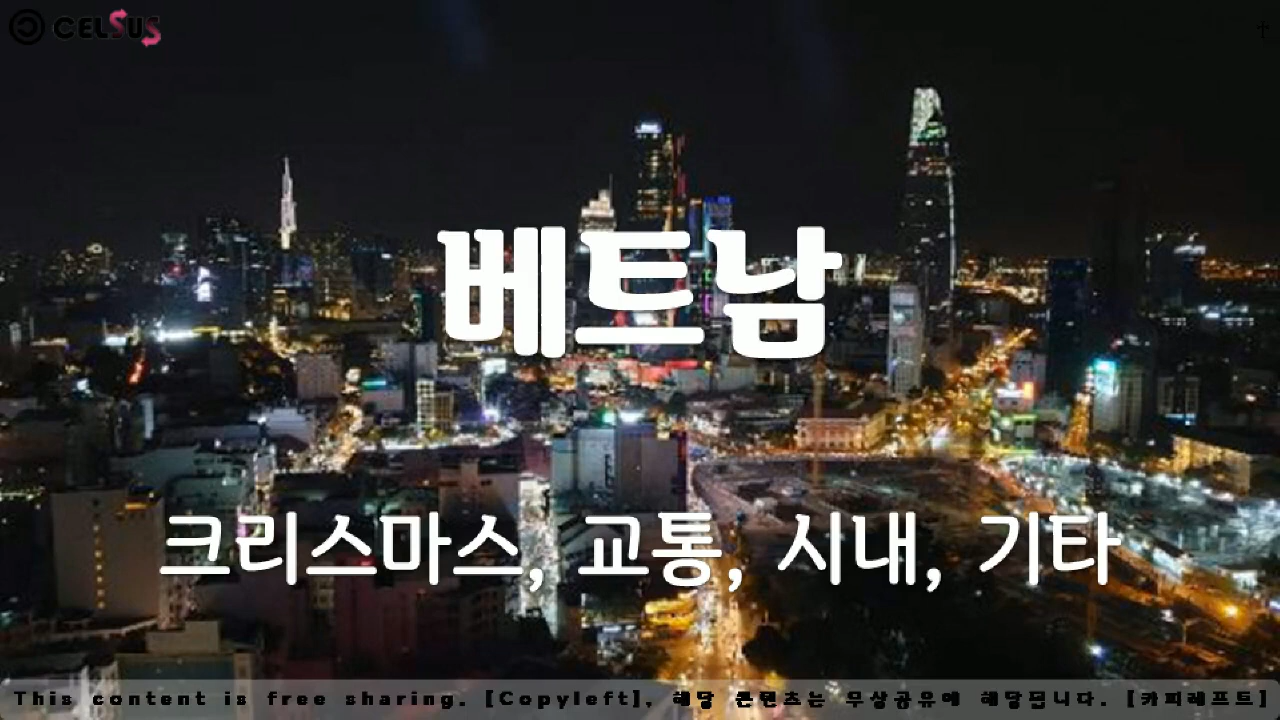 CELSUS
베트남
크리스마스, 교통, 시내, 기타
This content is free sharing. [Copyleft], 해당 콘텐츠는 무상공유에 해당됩니다. [카피레프트]